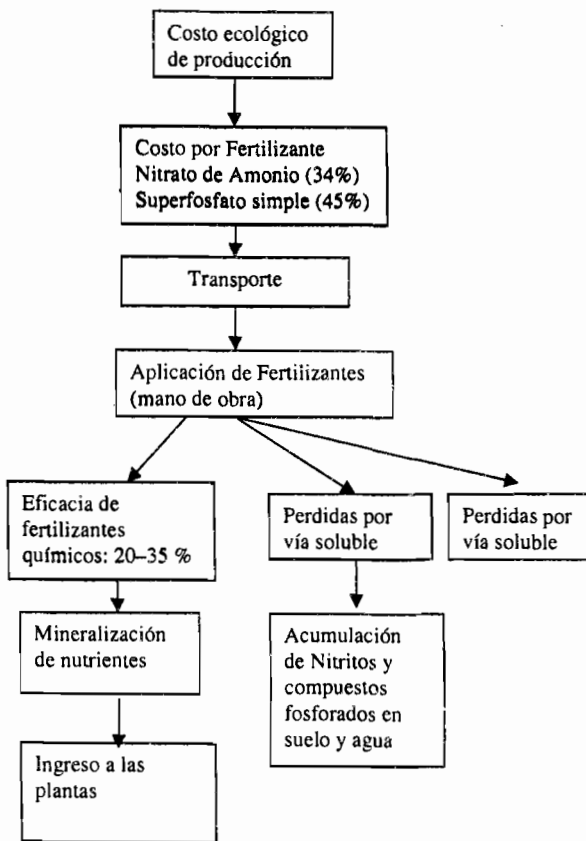 Costo ecológico
de producción
Costo por Fertilizante
Nitrato de Amonio (34%)
Superfosfato simple (45%)
Transporte
Aplicación de Fertilizantes
(mano de obra)
Eficacia de
fertilizantes
químicos: 20–35 %
Perdidas por
vía soluble
Perdidas por
vía soluble
Mineralización
de nutrientes
Acumulación
de Nitritos y
compuestos
fosforados en
suelo y agua
Ingreso a las
plantas